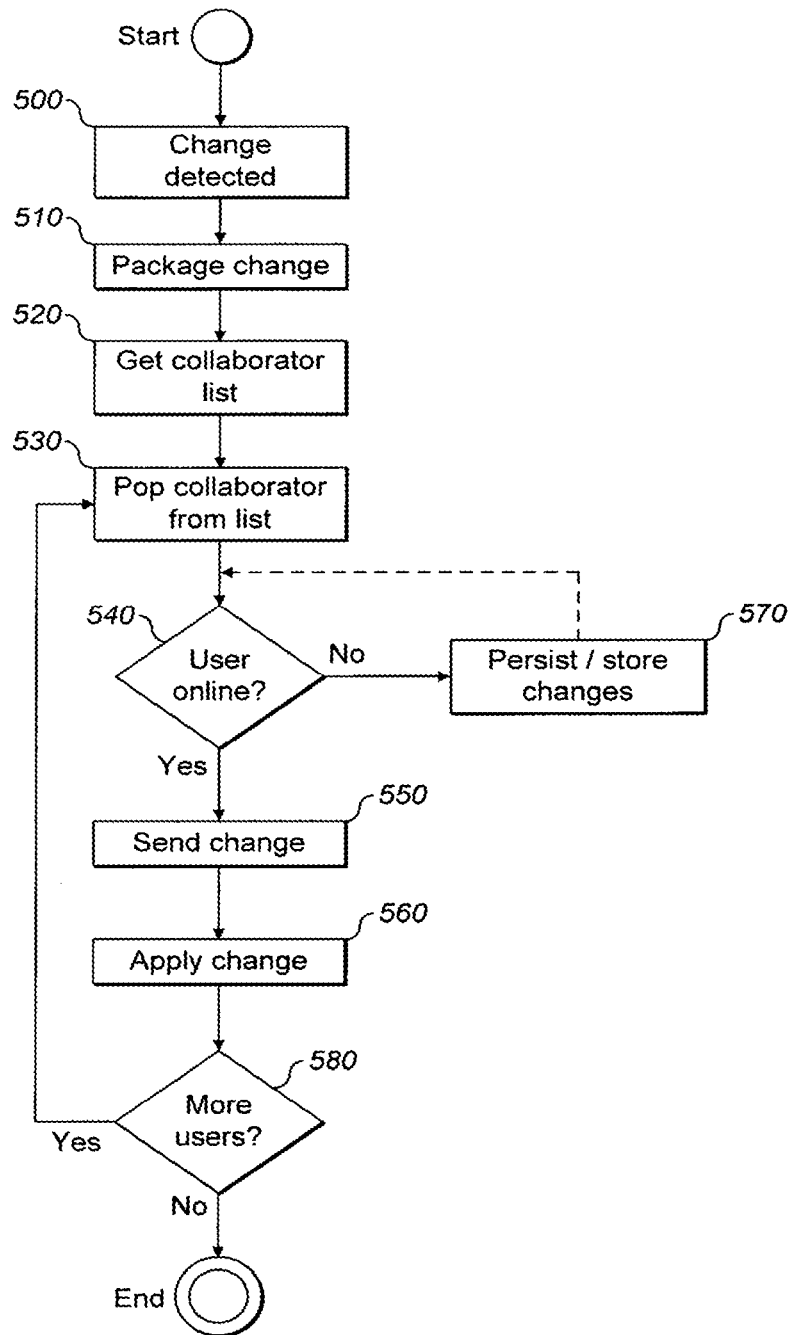 Start
500
Change
detected
510
Package change
520
Get collaborator
list
530
Pop collaborator
from list
540
User
online?
No
570
Persist / store
changes
Yes
550
Send change
560
Apply change
580
More
users?
Yes
No
End